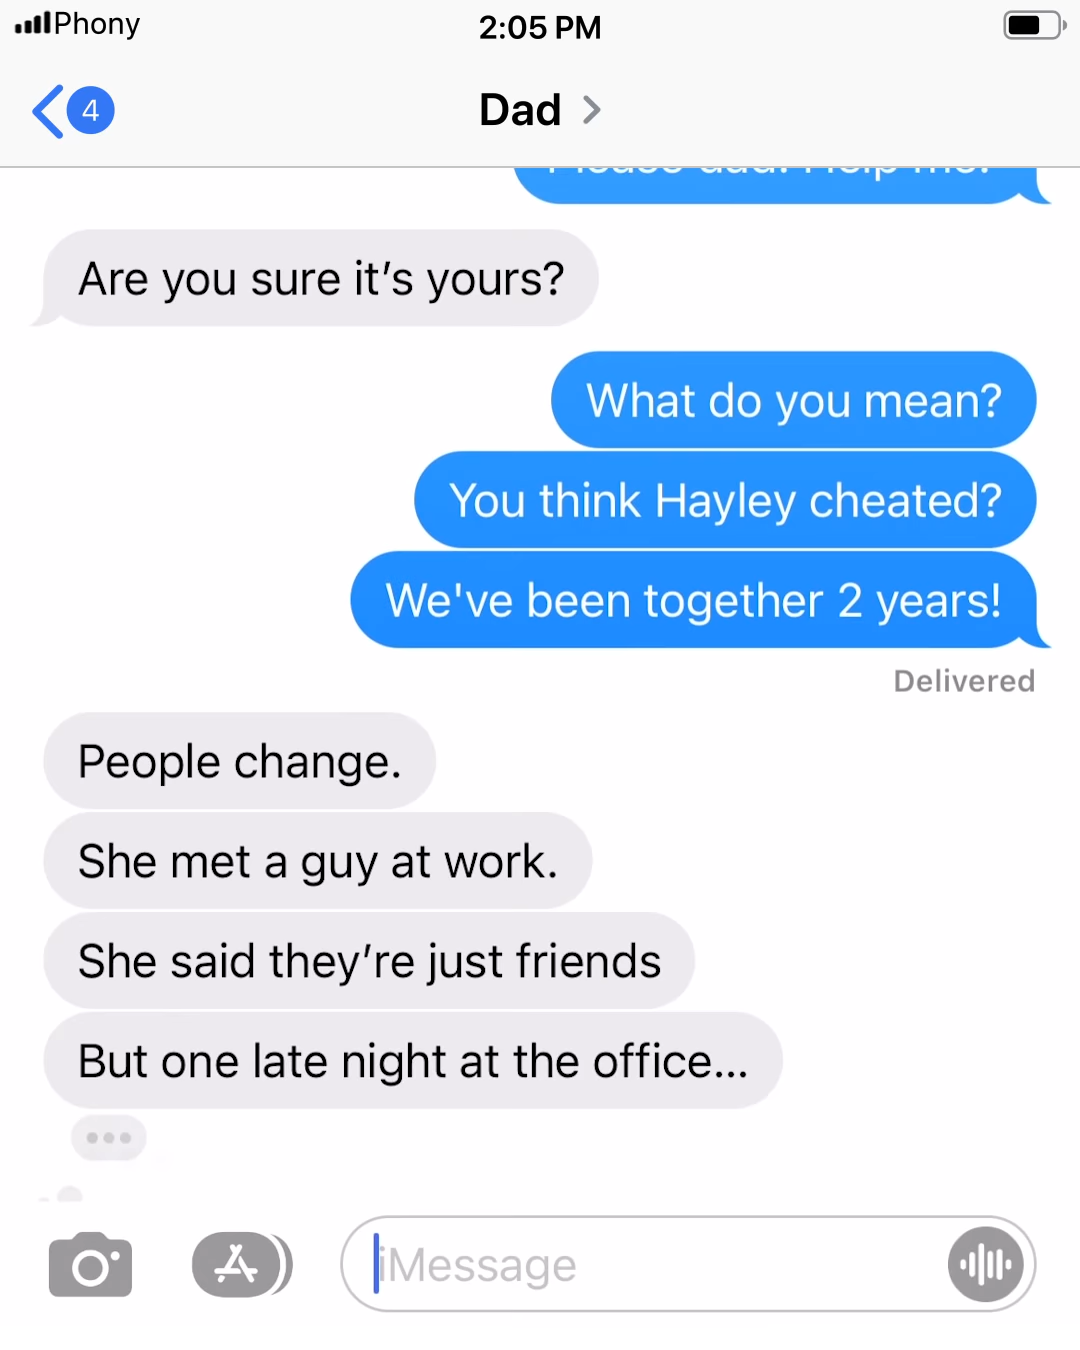 Phony
2:05 PM
4
Dad
Are you sure it’s yours?
What do you mean?
You think Hayley cheated?
We've been together 2 years!
Delivered
People change.
She met a guy at work.
She said they’re just friends
But one late night at the office...
iMessage